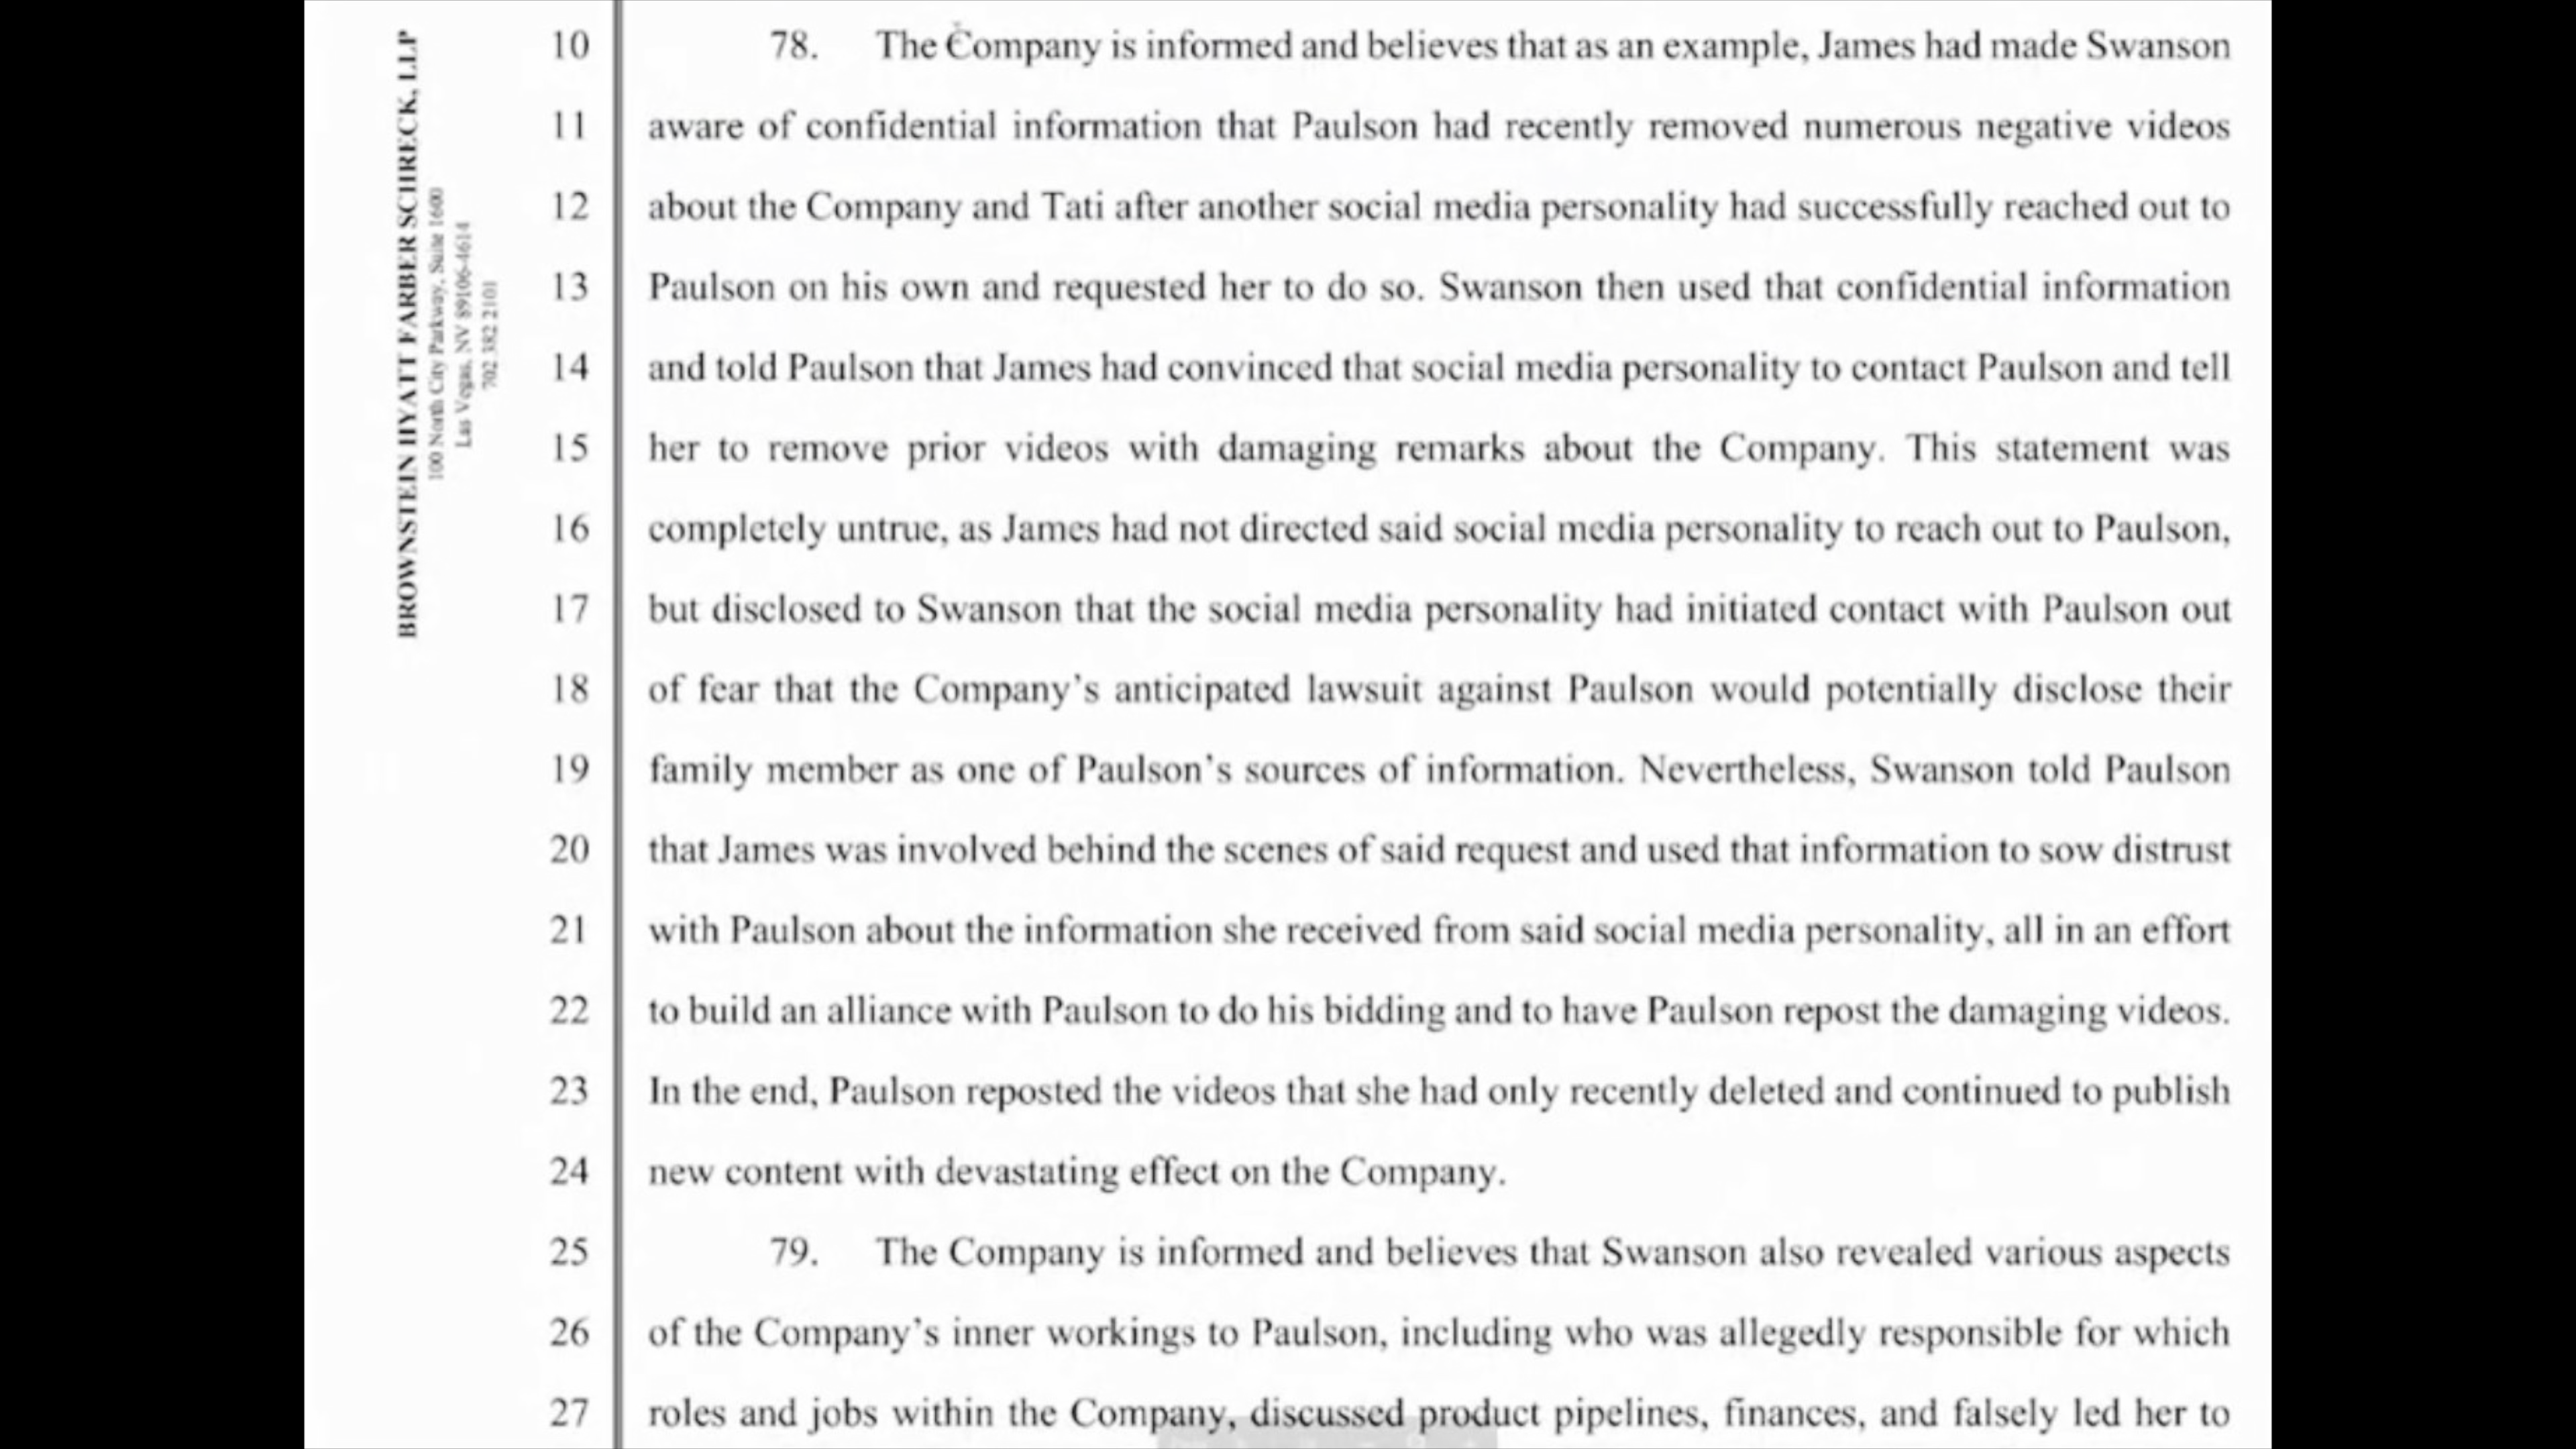 BROWNSTEIN HYATT FARBER SCHRECK, LLP
100 North City Parkway, Suite 1600
Las Vegas, NV 89106-4614
702 382 2101
10 78. The Company is informed and believes that as an example, James had made Swanson
11 aware of confidential information that Paulson had recently removed numerous negative videos
12 about the Company and Tati after another social media personality had successfully reached out to
13 Paulson on his own and requested her to do so. Swanson then used that confidential information
14 and told Paulson that James had convinced that social media personality to contact Paulson and tell
15 her to remove prior videos with damaging remarks about the Company. This statement was
16 completely untrue, as James had not directed said social media personality to reach out to Paulson,
17 but disclosed to Swanson that the social media personality had initiated contact with Paulson out
18 of fear that the Company's anticipated lawsuit against Paulson would potentially disclose their
19 family member as one of Paulson's sources of information. Nevertheless, Swanson told Paulson
20 that James was involved behind the scenes of said request and used that information to sow distrust
21 with Paulson about the information she received from said social media personality, all in an effort
22 to build an alliance with Paulson to do his bidding and to have Paulson repost the damaging videos.
23 In the end, Paulson reposted the videos that she had only recently deleted and continued to publish
24 new content with devastating effect on the Company.
25 79. The Company is informed and believes that Swanson also revealed various aspects
26 of the Company's inner workings to Paulson, including who was allegedly responsible for which
27 roles and jobs within the Company, discussed product pipelines, finances, and falsely led her to